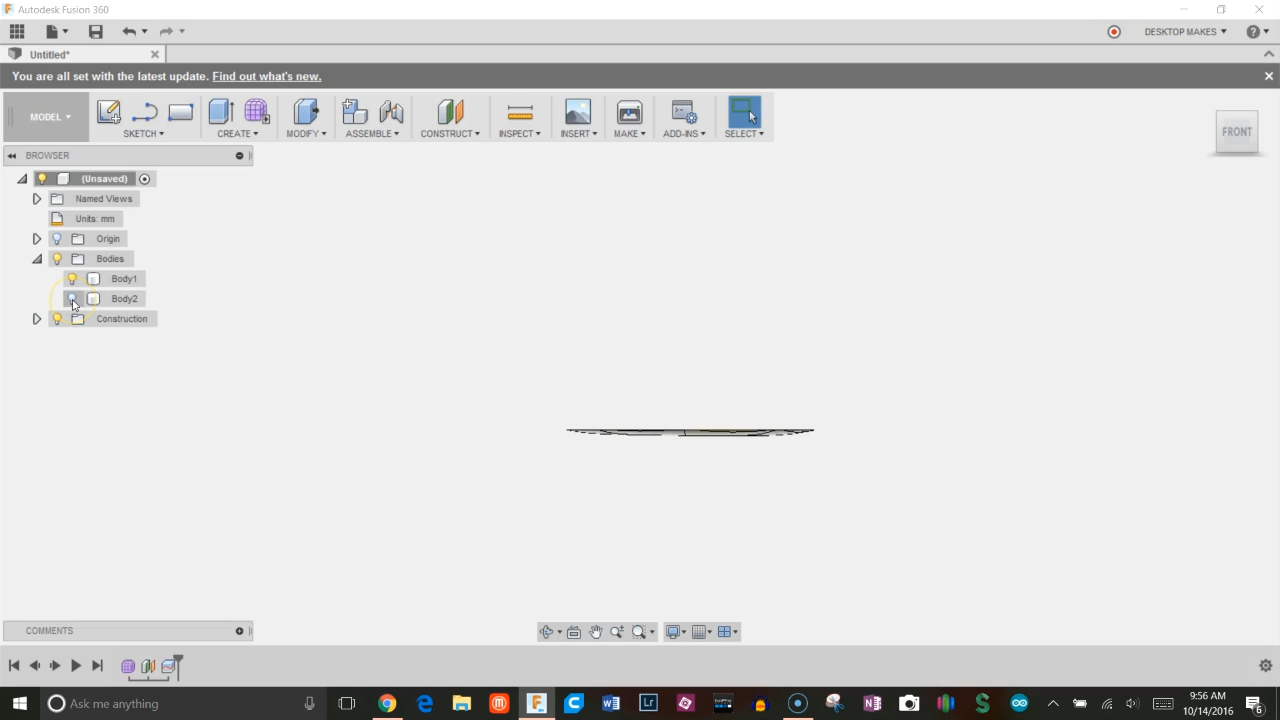 Autodesk Fusion 360
DESKTOP MAKES
Untitled*
You are all set with the latest update. Find out what's new.
MODEL
SKETCH
CREATE
MODIFY
ASSEMBLE
CONSTRUCT
INSPECT
INSERT
MAKE
ADD-INS
SELECT
FRONT
BROWSER
(Unsaved)
Named Views
Units: mm
Origin
Bodies
Body1
Body2
Construction
COMMENTS
Ask me anything
9:56 AM
10/14/2016
6